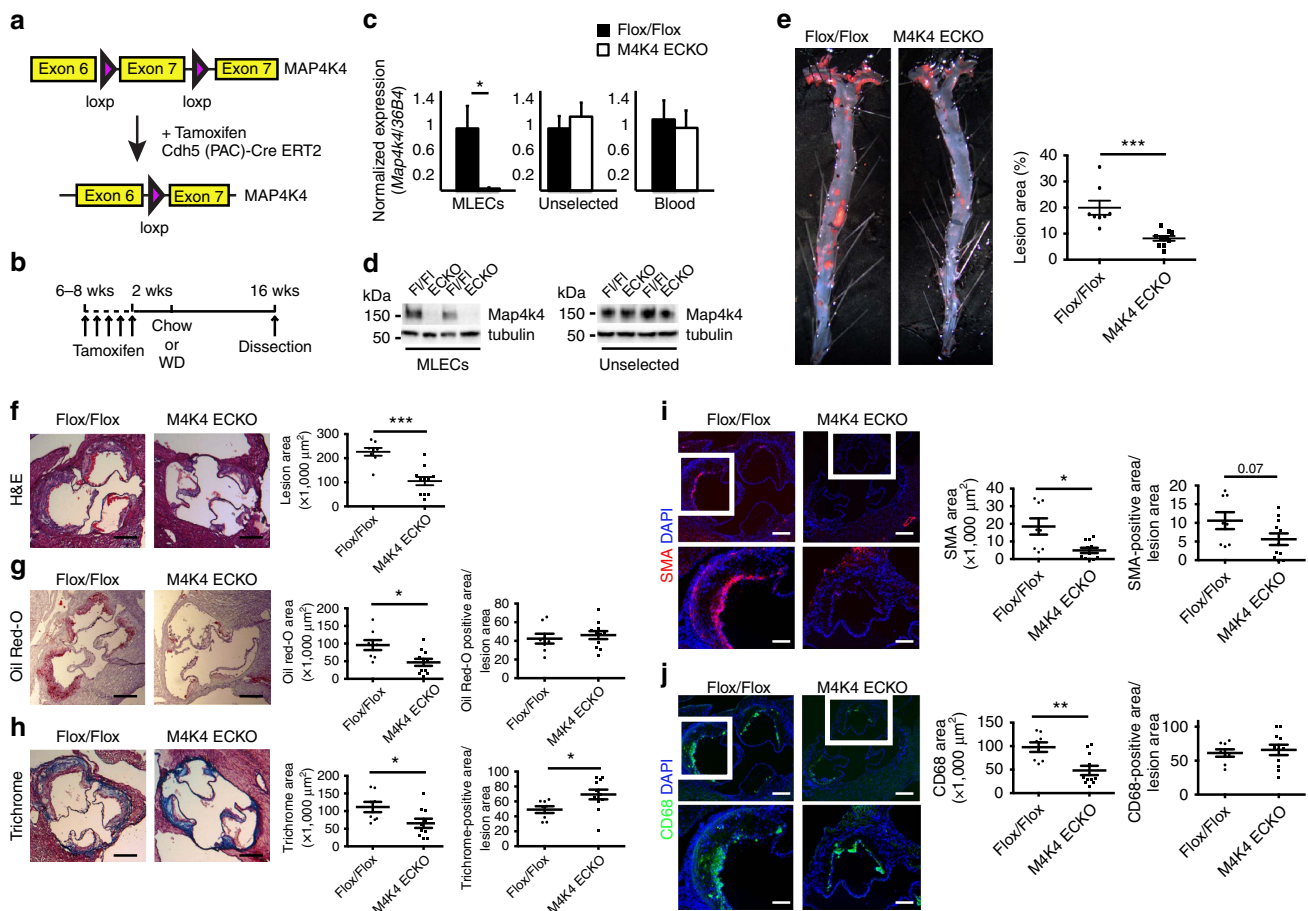 a
Exon 6
Exon 7
Exon 7
MAP4K4
loxp
loxp
+ Tamoxifen
Cdh5 (PAC)-Cre ERT2
Exon 6
Exon 7
MAP4K4
loxp
b
6–8 wks
2 wks
16 wks
Tamoxifen
Chow
or
WD
Dissection
c
Flox/Flox
M4K4 ECKO
Normalized expression
(Map4k4/36B4)
1.4
1
0.6
0.2
*
MLECs
1.4
1
0.6
0.2
Unselected
1.4
1
0.6
0.2
Blood
d
Fl/Fl
ECKO
Fl/Fl
ECKO
kDa
150
50
Map4k4
tubulin
MLECs
Fl/Fl
ECKO
Fl/Fl
ECKO
kDa
150
50
Map4k4
tubulin
Unselected
e
Flox/Flox
M4K4 ECKO
Lesion area (%)
40
30
20
10
0
***
Flox/Flox
M4K4 ECKO
f
Flox/Flox
M4K4 ECKO
H&E
Lesion area
(×1,000 µm²)
300
200
100
0
***
Flox/Flox
M4K4 ECKO
g
Flox/Flox
M4K4 ECKO
Oil Red-O
Oil red-O area
(×1,000 µm²)
200
150
100
50
0
*
Flox/Flox
M4K4 ECKO
Oil Red-O positive area/
lesion area
80
60
40
20
0
Flox/Flox
M4K4 ECKO
h
Trichrome
Trichrome area
(×1,000 µm²)
200
150
100
50
0
*
Flox/Flox
M4K4 ECKO
Trichrome-positive area/
lesion area
100
80
60
40
20
0
*
Flox/Flox
M4K4 ECKO
i
Flox/Flox
M4K4 ECKO
SMA DAPI
SMA area
(×1,000 µm²)
40
30
20
10
0
*
Flox/Flox
M4K4 ECKO
SMA-positive area/
lesion area
20
15
10
5
0
0.07
Flox/Flox
M4K4 ECKO
j
Flox/Flox
M4K4 ECKO
CD68 DAPI
CD68 area
(×1,000 µm²)
150
100
50
0
**
Flox/Flox
M4K4 ECKO
CD68-positive area/
lesion area
100
80
60
40
20
0
Flox/Flox
M4K4 ECKO